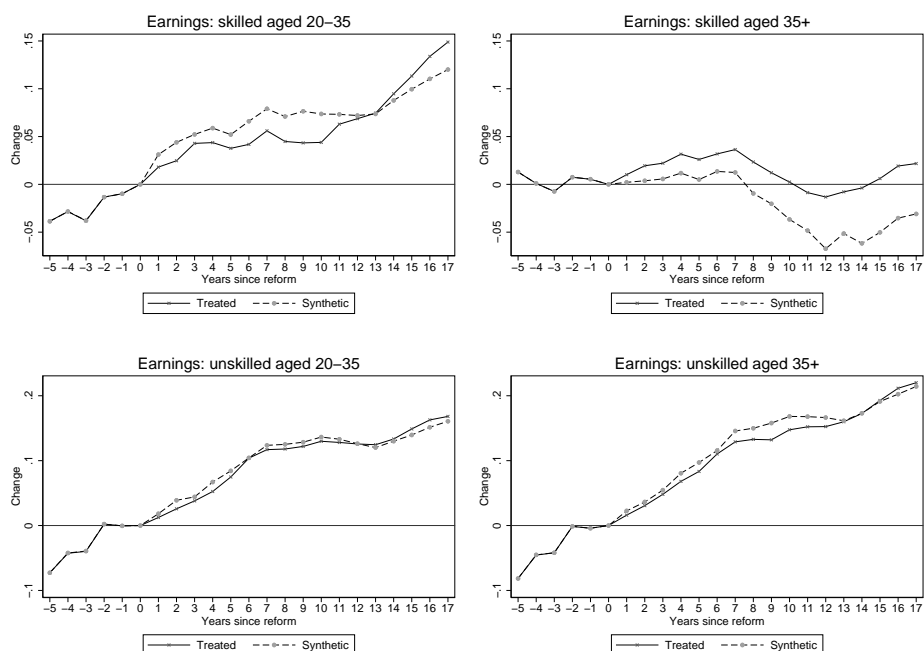 Earnings: skilled aged 20−35
Change
−.05 0 .05 .1 .15
−5 −4 −3 −2 −1 0 1 2 3 4 5 6 7 8 9 10 11 12 13 14 15 16 17
Years since reform
Treated Synthetic
Earnings: skilled aged 35+
Change
−.05 0 .05 .1 .15
−5 −4 −3 −2 −1 0 1 2 3 4 5 6 7 8 9 10 11 12 13 14 15 16 17
Years since reform
Treated Synthetic
Earnings: unskilled aged 20−35
Change
−.1 0 .1 .2
−5 −4 −3 −2 −1 0 1 2 3 4 5 6 7 8 9 10 11 12 13 14 15 16 17
Years since reform
Treated Synthetic
Earnings: unskilled aged 35+
Change
−.1 0 .1 .2
−5 −4 −3 −2 −1 0 1 2 3 4 5 6 7 8 9 10 11 12 13 14 15 16 17
Years since reform
Treated Synthetic